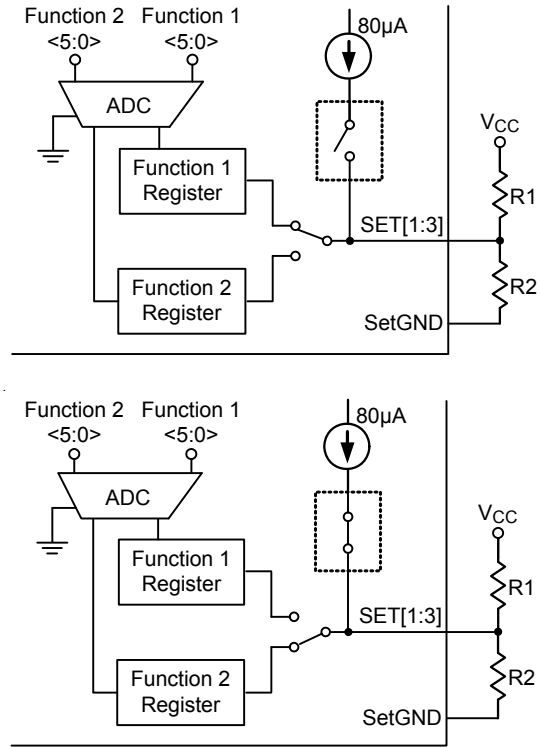 Function 2 Function 1
<5:0> <5:0>
80µA
ADC
VCC
Function 1
Register
R1
SET[1:3]
Function 2
Register
R2
SetGND
Function 2 Function 1
<5:0> <5:0>
80µA
ADC
VCC
Function 1
Register
R1
SET[1:3]
Function 2
Register
R2
SetGND